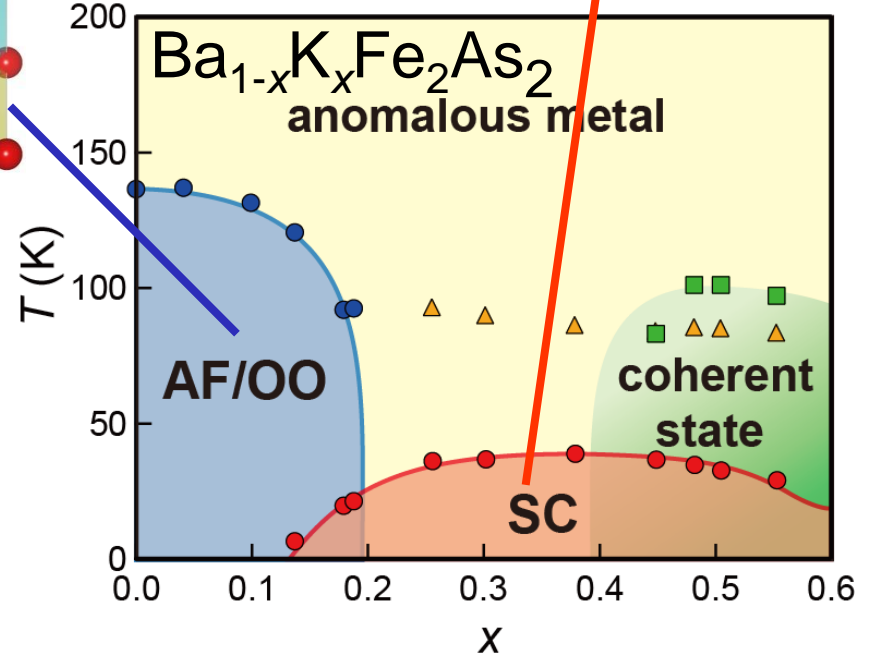 200
Ba1-xKxFe2As2
anomalous metal
150
T (K)
100
AF/OO
coherent
state
50
SC
0
0.0 0.1 0.2 0.3 0.4 0.5 0.6
x